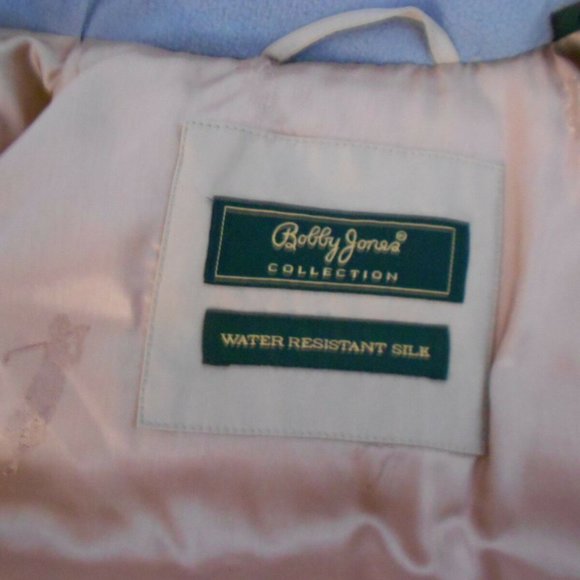 Bobby Jones®
COLLECTION
WATER RESISTANT SILK